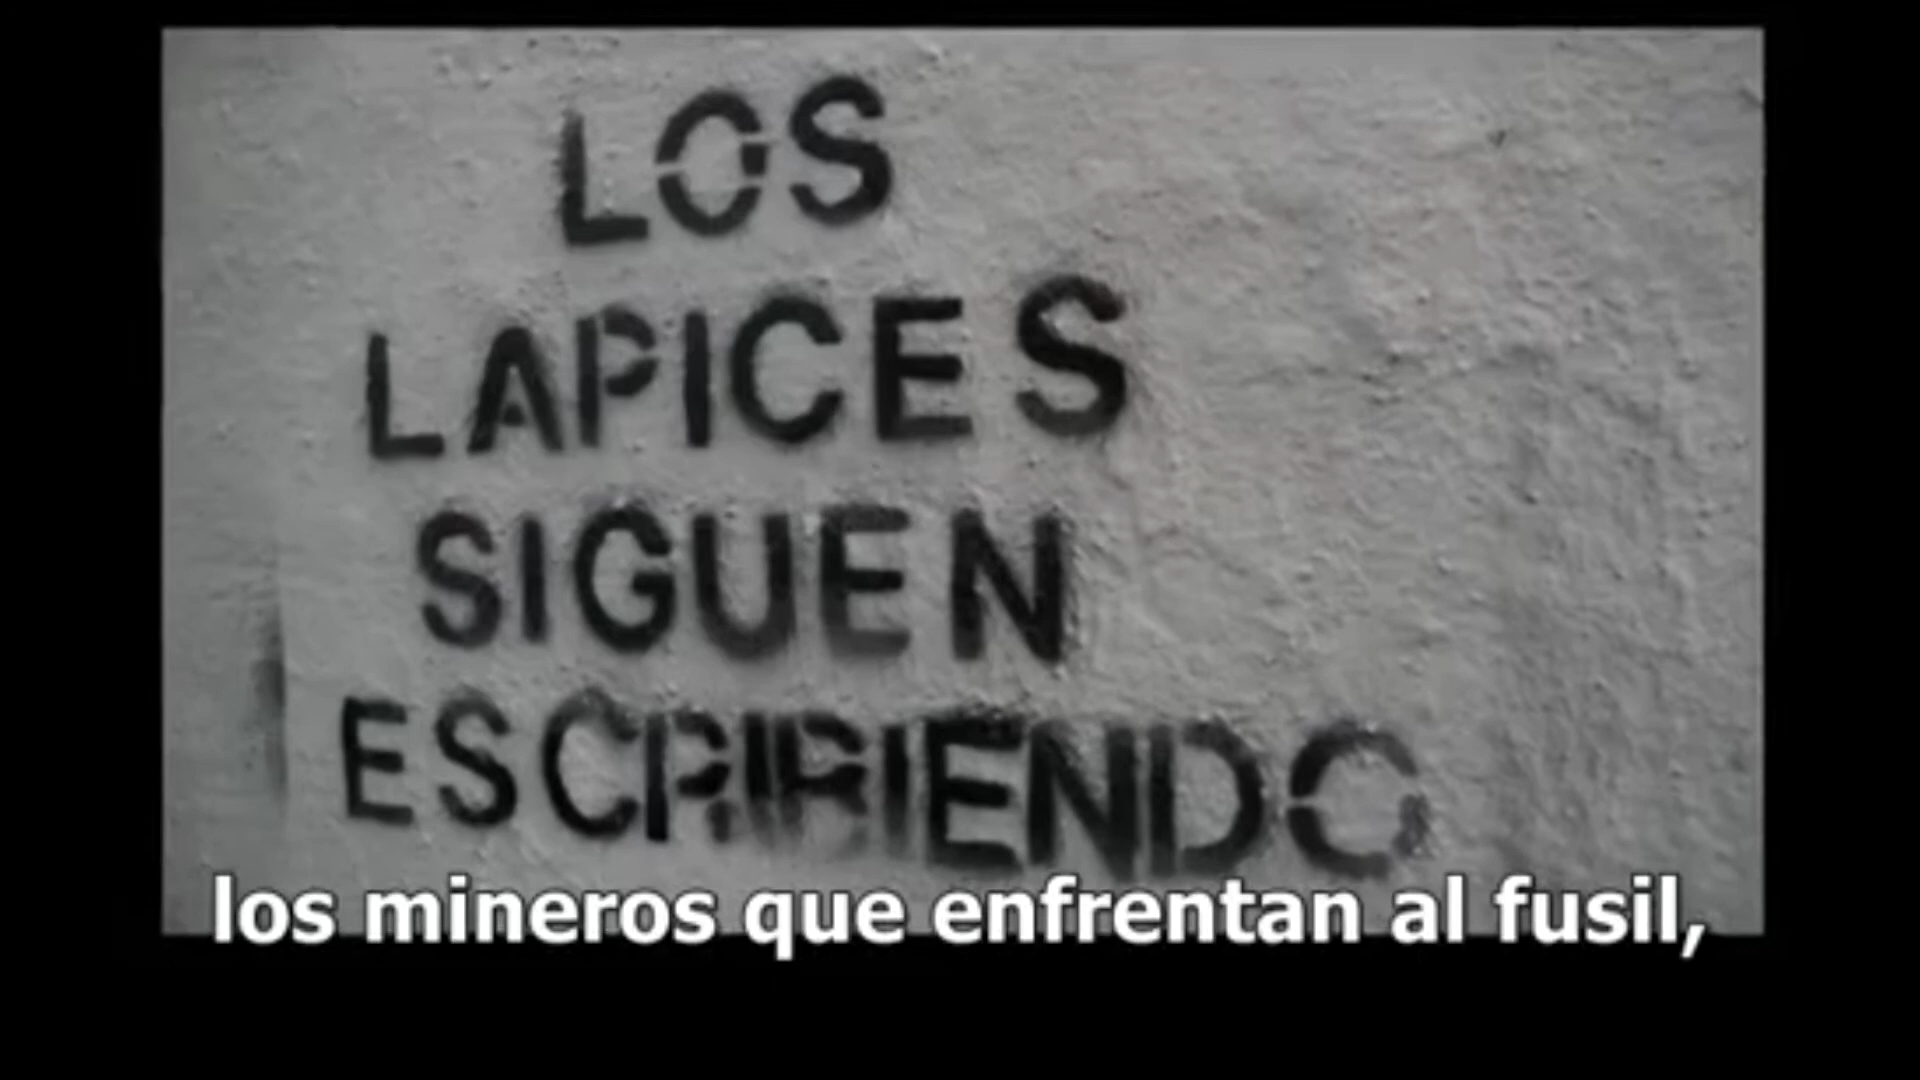 LOS
LAPICES
SIGUEN
ESCRIBIENDO
los mineros que enfrentan al fusil,